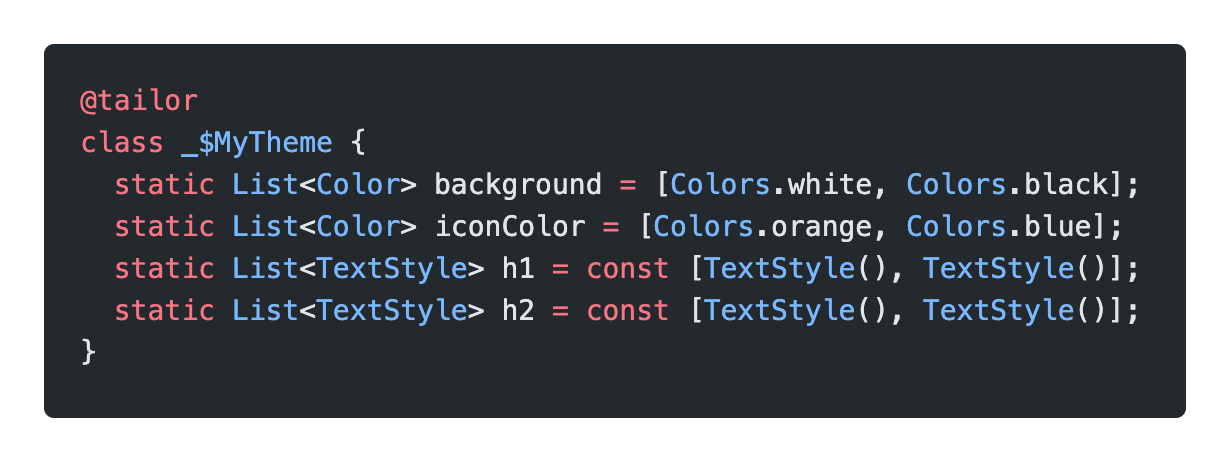 @tailor
class _$MyTheme {
  static List<Color> background = [Colors.white, Colors.black];
  static List<Color> iconColor = [Colors.orange, Colors.blue];
  static List<TextStyle> h1 = const [TextStyle(), TextStyle()];
  static List<TextStyle> h2 = const [TextStyle(), TextStyle()];
}